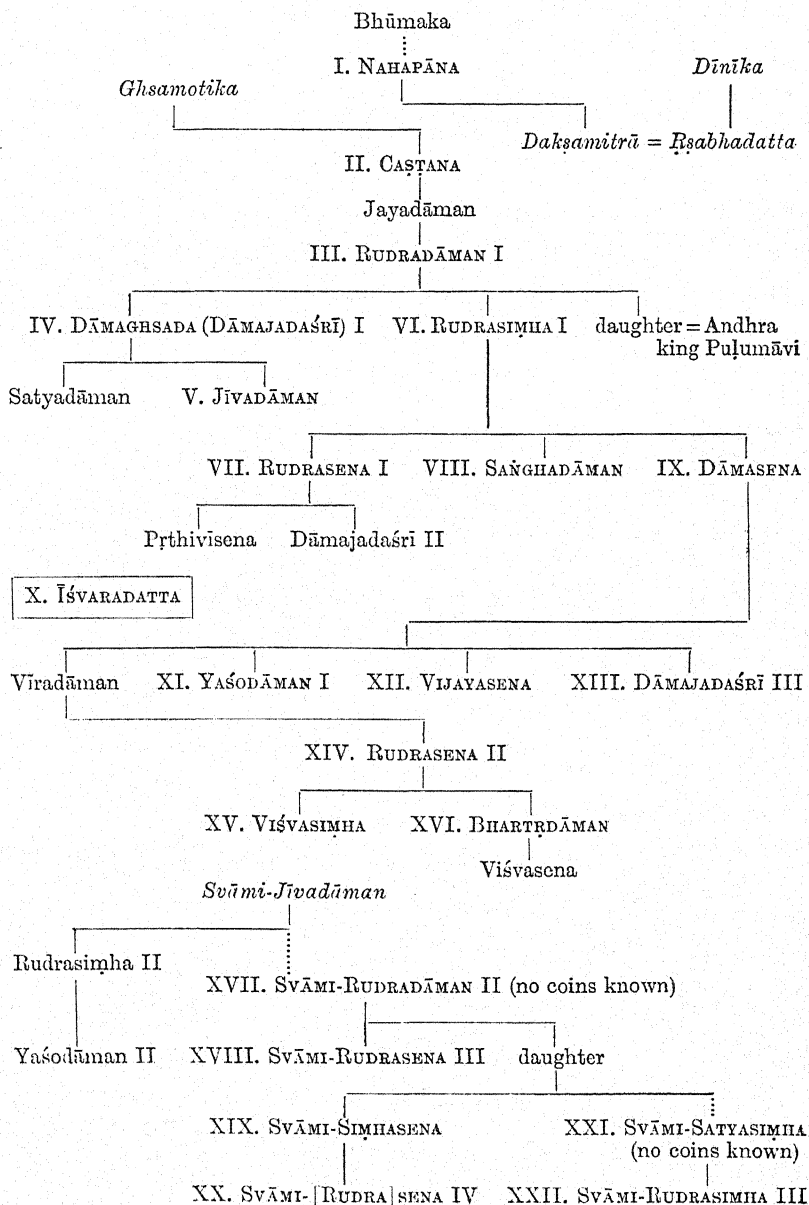 Bhūmaka
I. NAHAPĀNA Dīnīka
Ghsamotika
Dakṣamitrā = Ṛṣabhadatta
II. CAṢṬANA
Jayadāman
III. RUDRADĀMAN I
IV. DĀMAGHSADA (DĀMAJADAŚRĪ) I VI. RUDRASIṂHA I daughter = Andhra
king Puḷumāvi
Satyadāman V. JĪVADĀMAN
VII. RUDRASENA I VIII. SAṄGHADĀMAN IX. DĀMASENA
Pṛthivīsena Dāmajadaśrī II
X. ĪŚVARADATTA
Vīradāman XI. YAŚODĀMAN I XII. VIJAYASENA XIII. DĀMAJADAŚRĪ III
XIV. RUDRASENA II
XV. VIŚVASIṂHA XVI. BHARTṚDĀMAN
Viśvasena
Svāmi-Jīvadāman
Rudrasiṃha II
XVII. SVĀMI-RUDRADĀMAN II (no coins known)
Yaśodāman II XVIII. SVĀMI-RUDRASENA III daughter
XIX. SVĀMI-SIṂHASENA XXI. SVĀMI-SATYASIṂHA
(no coins known)
XX. SVĀMI-[RUDRA]SENA IV XXII. SVĀMI-RUDRASIṂHA III